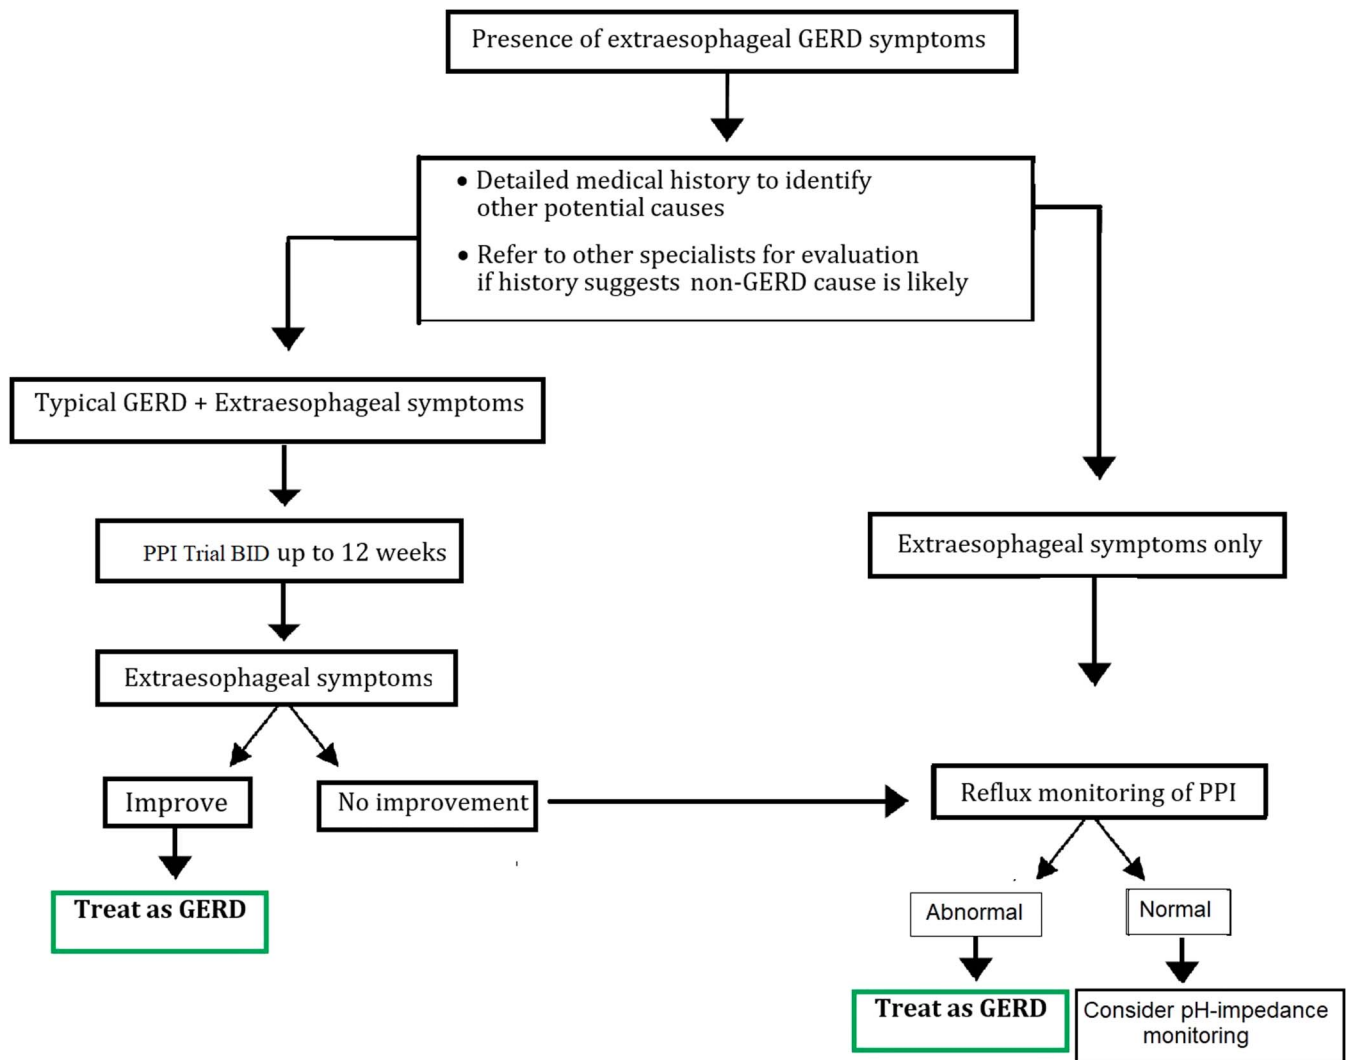 Presence of extraesophageal GERD symptoms
• Detailed medical history to identify
other potential causes
• Refer to other specialists for evaluation
if history suggests non-GERD cause is likely
Typical GERD + Extraesophageal symptoms
PPI Trial BID up to 12 weeks
Extraesophageal symptoms only
Extraesophageal symptoms
Improve
No improvement
Reflux monitoring of PPI
Treat as GERD
Abnormal
Normal
Treat as GERD
Consider pH-impedance
monitoring